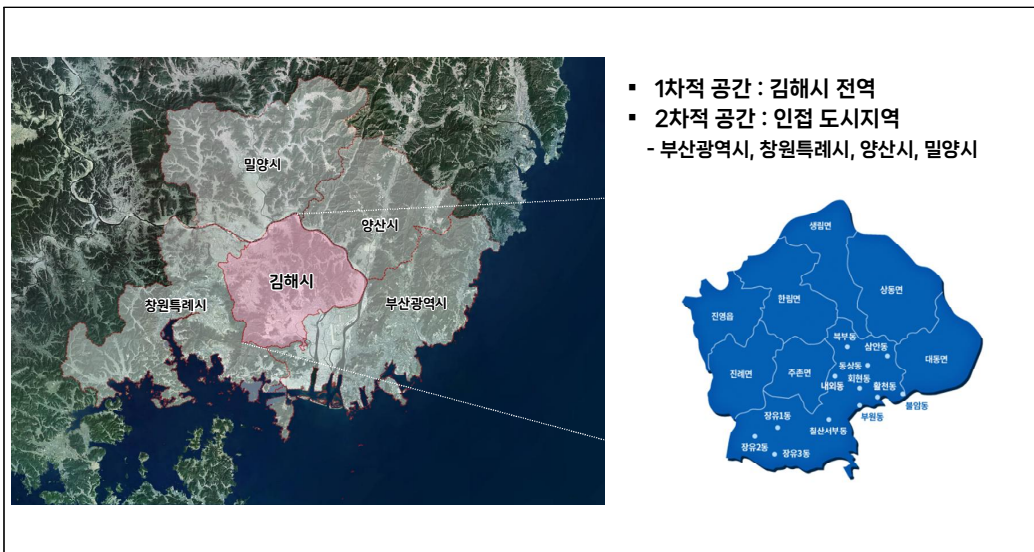 ▪ 1차적 공간 : 김해시 전역
▪ 2차적 공간 : 인접 도시지역
- 부산광역시, 창원특례시, 양산시, 밀양시
밀양시
양산시
김해시
창원특례시
부산광역시
생림면
상동면
한림면
진영읍
북부동
삼안동
대동면
진례면
주촌면
동상동
회현동
내외동
활천동
불암동
부원동
장유1동
칠산서부동
장유2동
장유3동